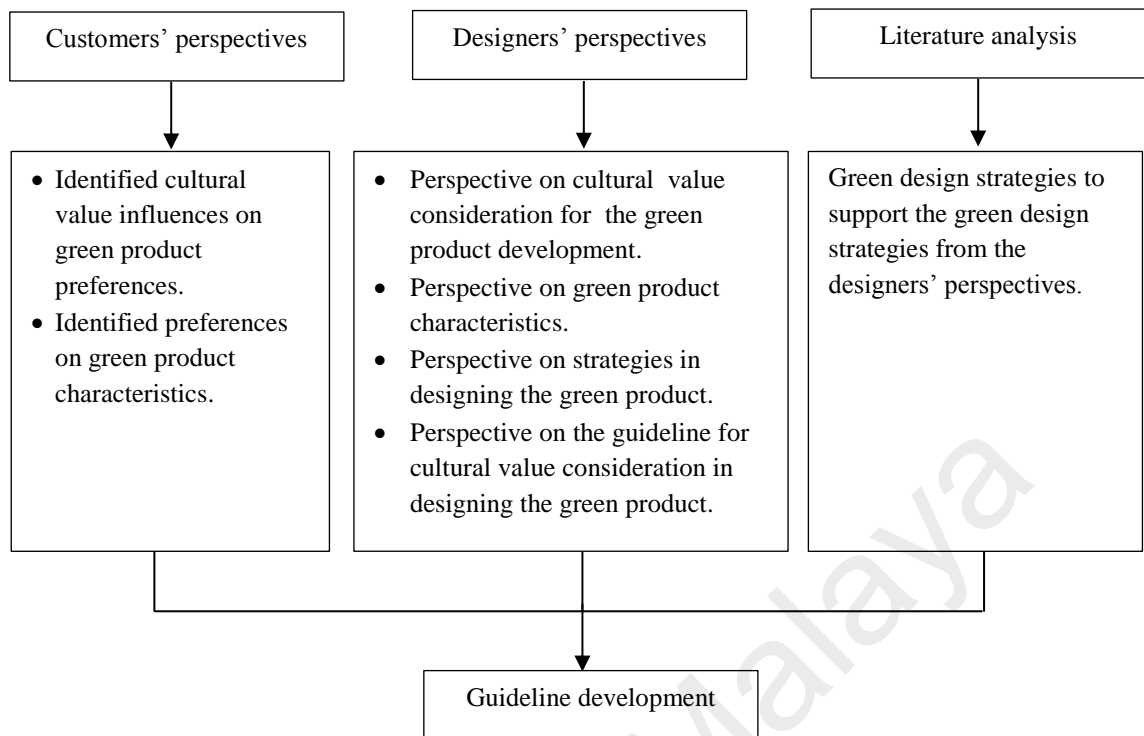 Customers’ perspectives
Designers’ perspectives
Literature analysis
• Identified cultural
value influences on
green product
preferences.
• Identified preferences
on green product
characteristics.
• Perspective on cultural value
consideration for the green
product development.
• Perspective on green product
characteristics.
• Perspective on strategies in
designing the green product.
• Perspective on the guideline for
cultural value consideration in
designing the green product.
Green design strategies to
support the green design
strategies from the
designers’ perspectives.
Guideline development
Malaya